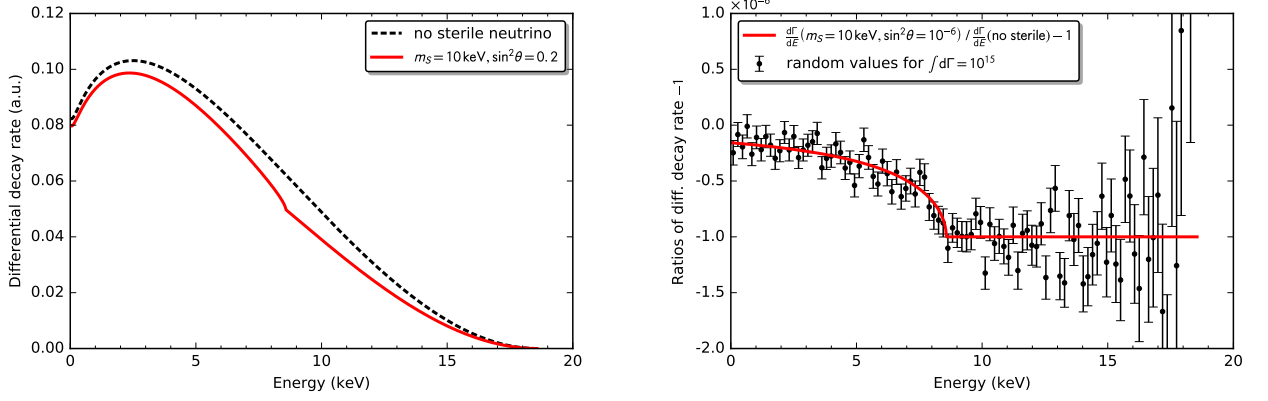 0.12
0.10
0.08
0.06
0.04
0.02
0.00
Differential decay rate (a.u.)
no sterile neutrino
m_S = 10 keV, sin²θ = 0.2
0 5 10 15 20
Energy (keV)
×10⁻⁶
1.0
0.5
0.0
-0.5
-1.0
-1.5
-2.0
Ratios of diff. decay rate −1
dΓ/dE (m_S = 10 keV, sin²θ = 10⁻⁶) / dΓ/dE (no sterile) − 1
random values for ∫dΓ = 10¹⁵
0 5 10 15 20
Energy (keV)